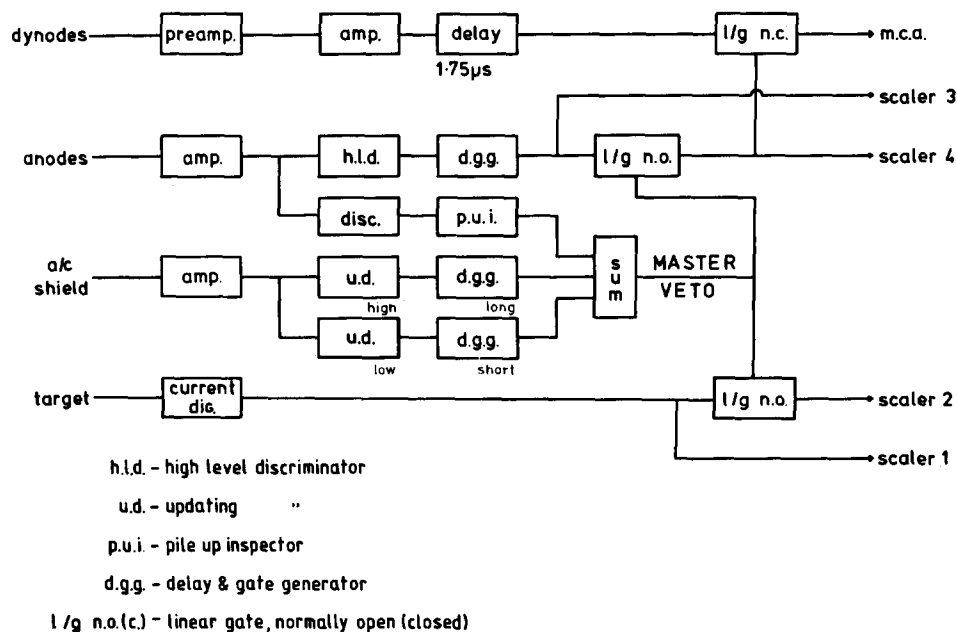 dynodes preamp. amp. delay l/g n.c. m.c.a.
1·75µs
scaler 3
anodes amp. h.l.d. d.g.g. l/g n.o. scaler 4
disc. p.u.i.
a/c shield amp. u.d. high d.g.g. long sum MASTER VETO
u.d. low d.g.g. short
target current dig. l/g n.o. scaler 2
scaler 1
h.l.d. - high level discriminator
u.d. - updating "
p.u.i. - pile up inspector
d.g.g. - delay & gate generator
l/g n.o.(c.) - linear gate, normally open (closed)